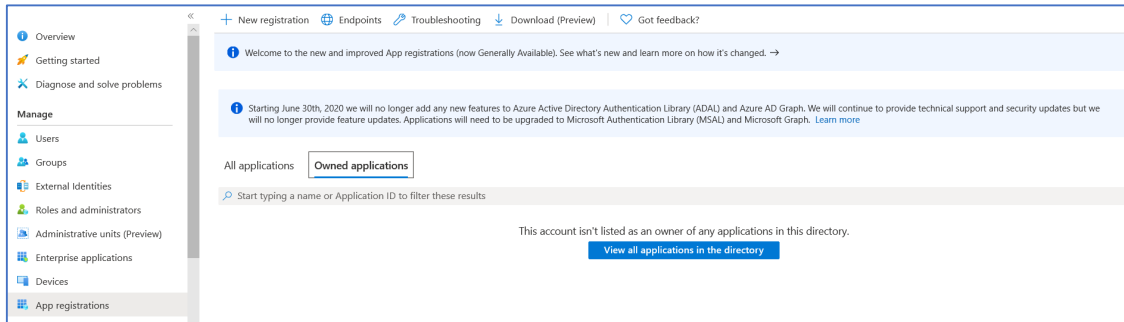 «
+ New registration Endpoints Troubleshooting Download (Preview) Got feedback?
Overview
Getting started
Diagnose and solve problems
Manage
Users
Groups
External Identities
Roles and administrators
Administrative units (Preview)
Enterprise applications
Devices
App registrations
Welcome to the new and improved App registrations (now Generally Available). See what's new and learn more on how it's changed. →
Starting June 30th, 2020 we will no longer add any new features to Azure Active Directory Authentication Library (ADAL) and Azure AD Graph. We will continue to provide technical support and security updates but we
will no longer provide feature updates. Applications will need to be upgraded to Microsoft Authentication Library (MSAL) and Microsoft Graph. Learn more
All applications Owned applications
Start typing a name or Application ID to filter these results
This account isn't listed as an owner of any applications in this directory.
View all applications in the directory